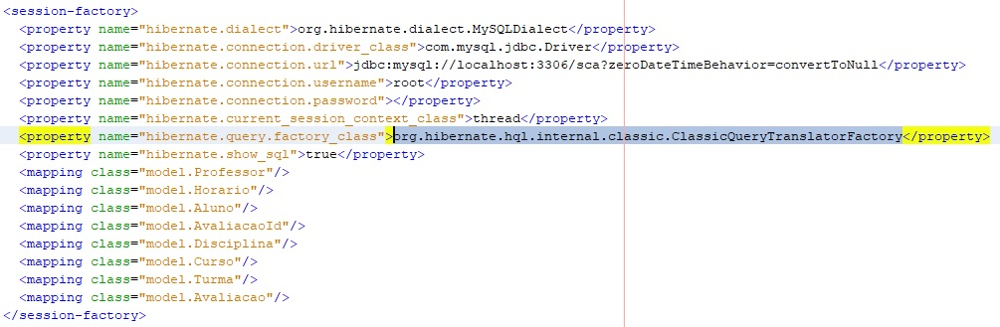 <session-factory>
<property name="hibernate.dialect">org.hibernate.dialect.MySQLDialect</property>
<property name="hibernate.connection.driver_class">com.mysql.jdbc.Driver</property>
<property name="hibernate.connection.url">jdbc:mysql://localhost:3306/sca?zeroDateTimeBehavior=convertToNull</property>
<property name="hibernate.connection.username">root</property>
<property name="hibernate.connection.password"></property>
<property name="hibernate.current_session_context_class">thread</property>
<property name="hibernate.query.factory_class">org.hibernate.hql.internal.classic.ClassicQueryTranslatorFactory</property>
<property name="hibernate.show_sql">true</property>
<mapping class="model.Professor"/>
<mapping class="model.Horario"/>
<mapping class="model.Aluno"/>
<mapping class="model.AvaliacaoId"/>
<mapping class="model.Disciplina"/>
<mapping class="model.Curso"/>
<mapping class="model.Turma"/>
<mapping class="model.Avaliacao"/>
</session-factory>